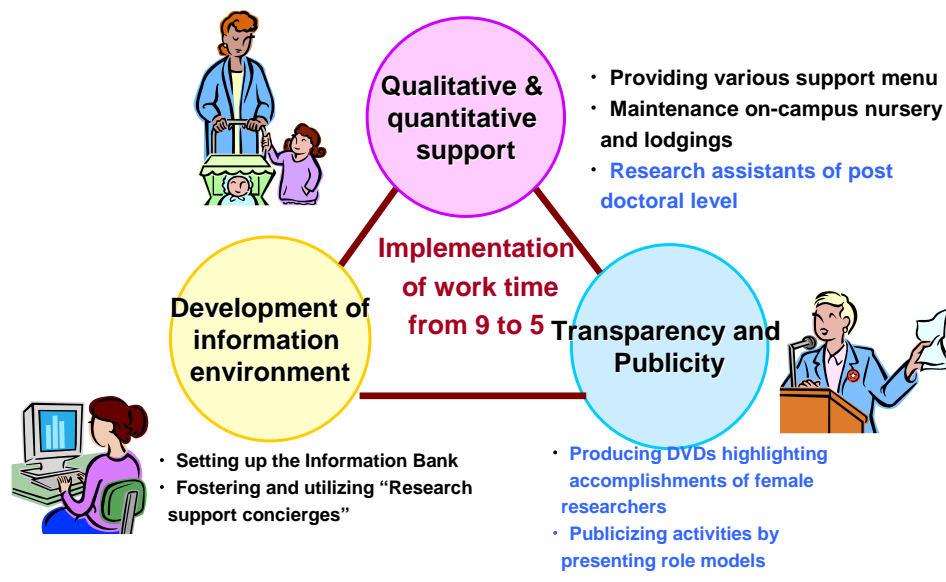 Qualitative &
quantitative
support
· Providing various support menu
· Maintenance on-campus nursery
and lodgings
· Research assistants of post
doctoral level
Implementation
of work time
from 9 to 5
Development of
information
environment
Transparency and
Publicity
· Setting up the Information Bank
· Fostering and utilizing “Research
support concierges”
· Producing DVDs highlighting
accomplishments of female
researchers
· Publicizing activities by
presenting role models